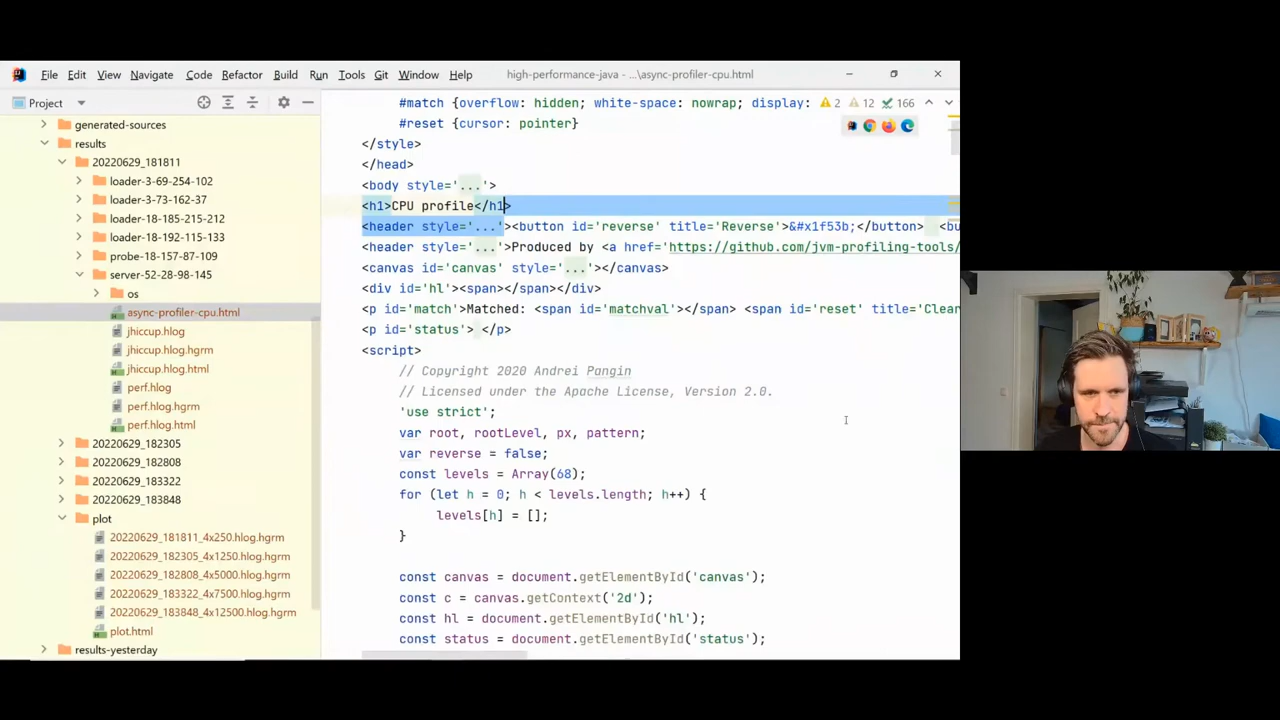 File Edit View Navigate Code Refactor Build Run Tools Git Window Help high-performance-java - ...\async-profiler-cpu.html
Project
generated-sources
results
20220629_181811
loader-3-69-254-102
loader-3-73-162-37
loader-18-185-215-212
loader-18-192-115-133
probe-18-157-87-109
server-52-28-98-145
os
async-profiler-cpu.html
jhiccup.hlog
jhiccup.hlog.hgrm
jhiccup.hlog.html
perf.hlog
perf.hlog.hgrm
perf.hlog.html
20220629_182305
20220629_182808
20220629_183322
20220629_183848
plot
20220629_181811_4x250.hlog.hgrm
20220629_182305_4x1250.hlog.hgrm
20220629_182808_4x5000.hlog.hgrm
20220629_183322_4x7500.hlog.hgrm
20220629_183848_4x12500.hlog.hgrm
plot.html
results-yesterday
#match {overflow: hidden; white-space: nowrap; display: 2 12 166
#reset {cursor: pointer}
</style>
</head>
<body style='...'>
<h1>CPU profile</h1>
<header style='...'><button id='reverse' title='Reverse'>&#x1f53b;</button> <bu
<header style='...'>Produced by <a href='https://github.com/jvm-profiling-tools/
<canvas id='canvas' style='...'></canvas>
<div id='hl'><span></span></div>
<p id='match'>Matched: <span id='matchval'></span> <span id='reset' title='Clear
<p id='status'> </p>
<script>
// Copyright 2020 Andrei Pangin
// Licensed under the Apache License, Version 2.0.
'use strict';
var root, rootLevel, px, pattern;
var reverse = false;
const levels = Array(68);
for (let h = 0; h < levels.length; h++) {
levels[h] = [];
}
const canvas = document.getElementById('canvas');
const c = canvas.getContext('2d');
const hl = document.getElementById('hl');
const status = document.getElementById('status');